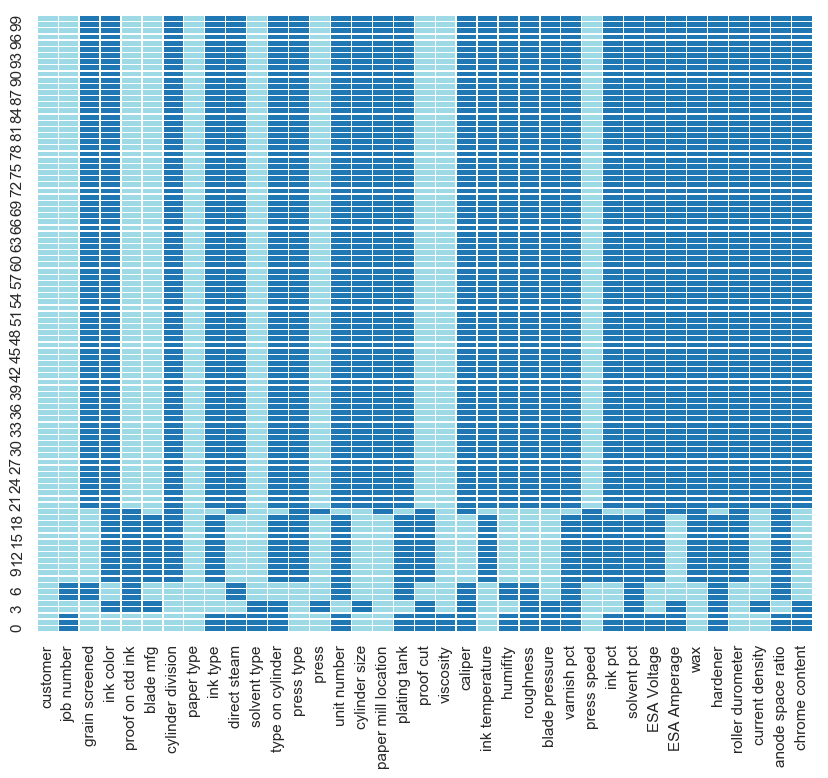 99
96
93
90
87
84
81
78
75
72
69
66
63
60
57
54
51
48
45
42
39
36
33
30
27
24
21
18
15
12
9
6
3
0
customer
job number
grain screened
ink color
proof on ctd ink
blade mfg
cylinder division
paper type
ink type
direct steam
solvent type
type on cylinder
press type
press
unit number
cylinder size
paper mill location
plating tank
proof cut
viscosity
caliper
ink temperature
humifity
roughness
blade pressure
varnish pct
press speed
ink pct
solvent pct
ESA Voltage
ESA Amperage
wax
hardener
roller durometer
current density
anode space ratio
chrome content